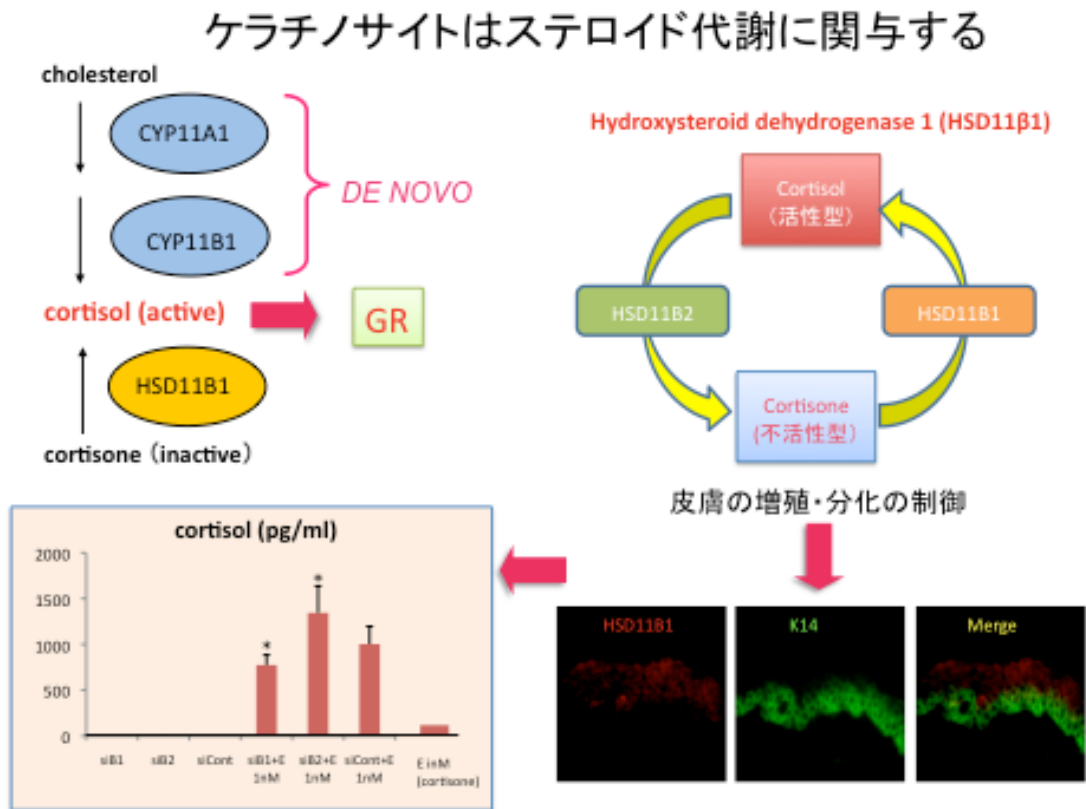 ケラチノサイトはステロイド代謝に関与する
cholesterol
CYP11A1
CYP11B1
DE NOVO
cortisol (active)
GR
HSD11B1
cortisone（inactive）
Hydroxysteroid dehydrogenase 1 (HSD11β1)
Cortisol
（活性型）
HSD11B2
HSD11B1
Cortisone
(不活性型）
皮膚の増殖・分化の制御
cortisol (pg/ml)
2000
1500
1000
500
0
*
*
siB1
siB2
siCont
siB1+E
1nM
siB2+E
1nM
siCont+E
1nM
E inM
(cortisone)
HSD11B1
K14
Merge